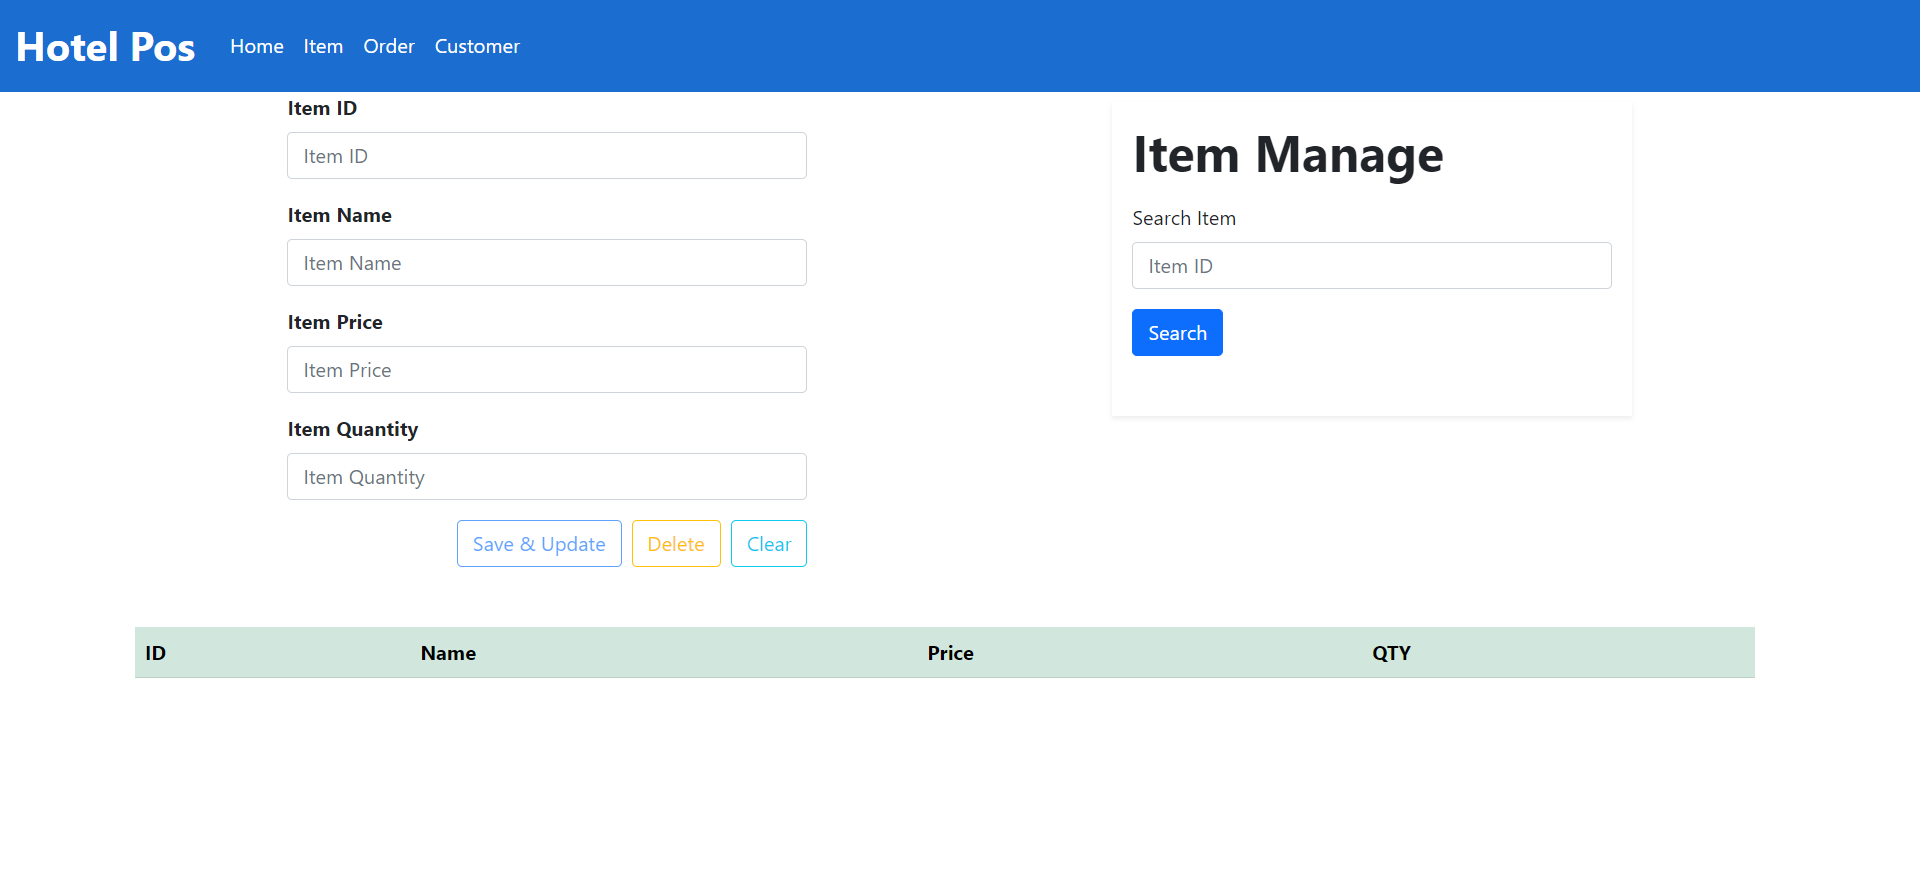 Hotel Pos Home Item Order Customer
Item ID
Item ID
Item Name
Item Name
Item Price
Item Price
Item Quantity
Item Quantity
Save & Update Delete Clear
Item Manage
Search Item
Item ID
Search
ID Name Price QTY